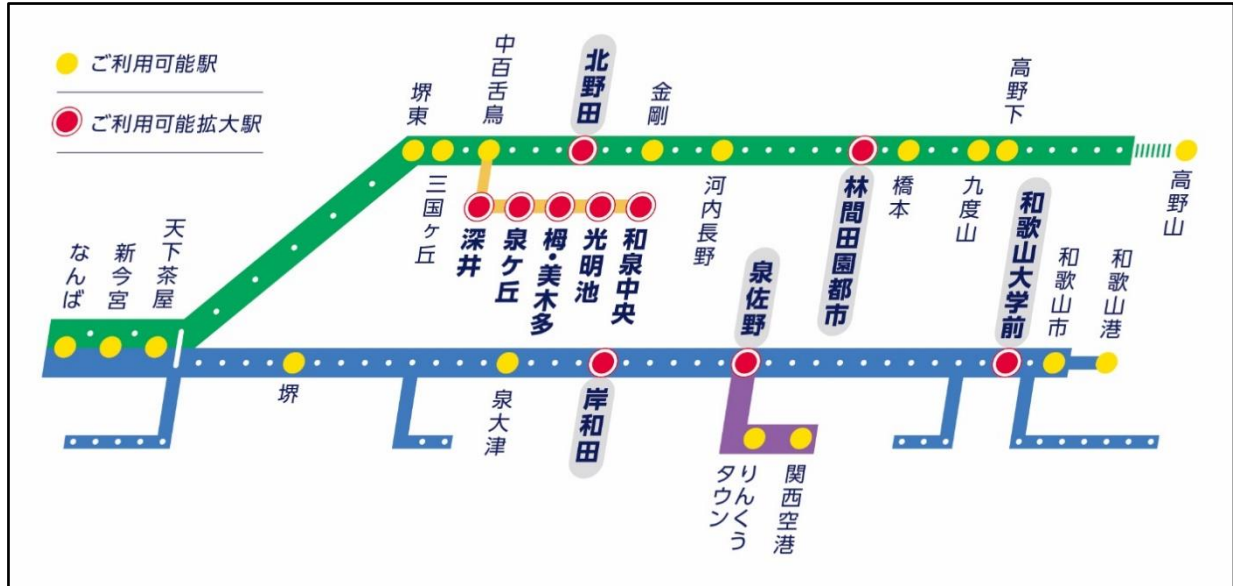 ご利用可能駅
ご利用可能拡大駅
なんば
新今宮
天下茶屋
堺東
三国ヶ丘
中百舌鳥
北野田
金剛
河内長野
林間田園都市
橋本
九度山
高野下
高野山
深井
泉ケ丘
栂・美木多
光明池
和泉中央
堺
泉大津
岸和田
泉佐野
和歌山大学前
和歌山市
和歌山港
りんくう
タウン
関西空港